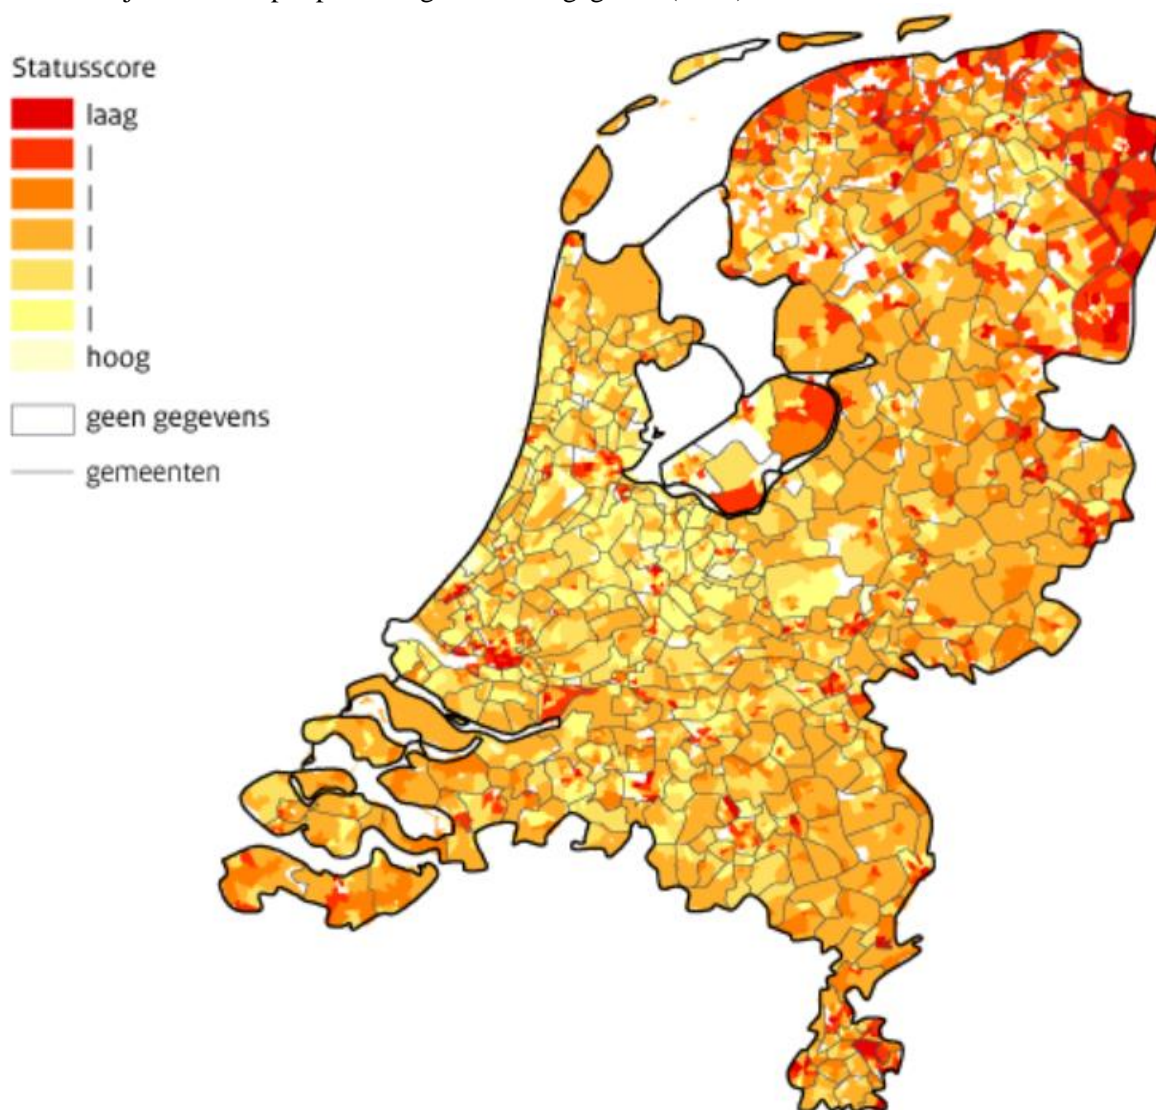 Statusscore
laag
|
|
|
|
|
hoog
geen gegevens
gemeenten